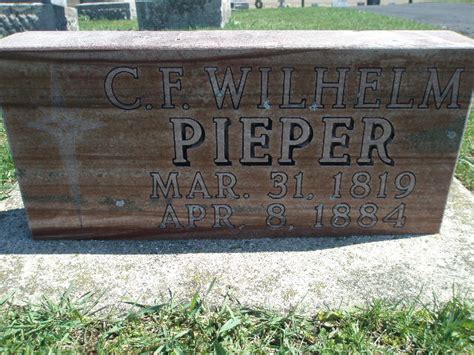 C.F. WILHELM
PIEPER
MAR. 31, 1819
APR. 8, 1884